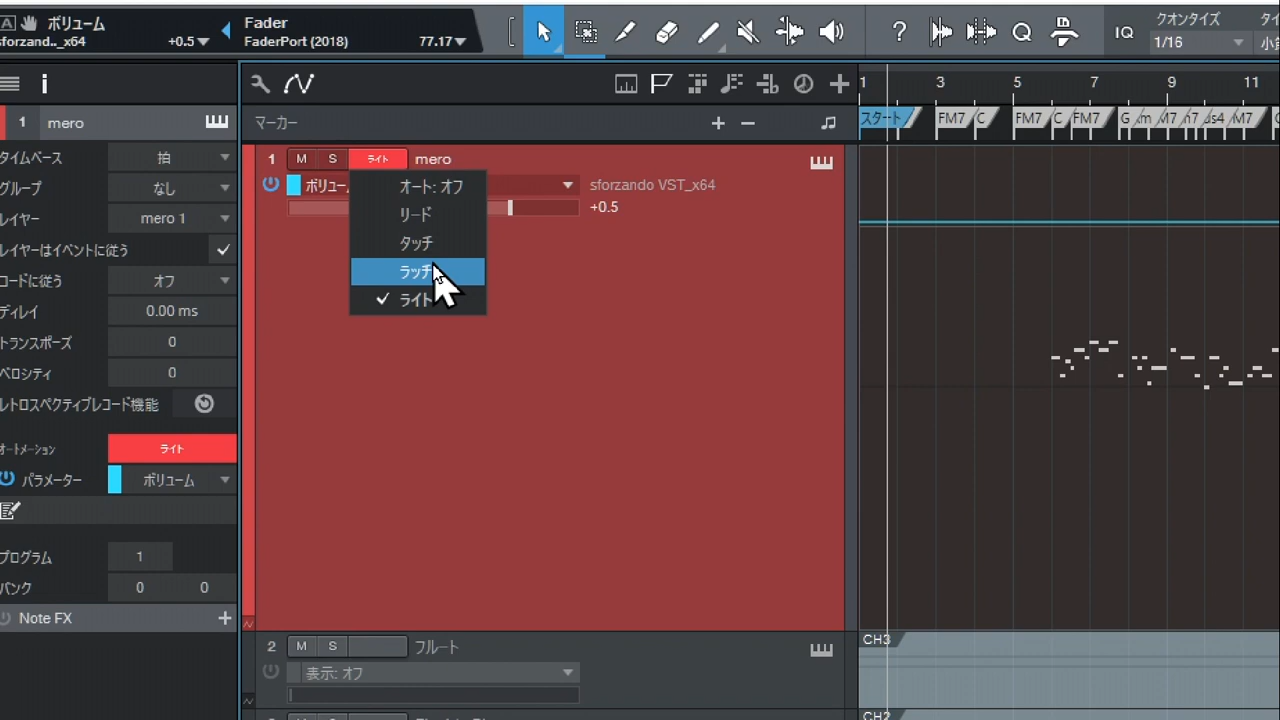 A ボリューム
sforzand.. _x64 +0.5
Fader
FaderPort (2018) 77.17
IQ
クオンタイズ
1/16
i
1 mero
タイムベース 拍
グループ なし
レイヤー mero 1
レイヤーはイベントに従う
コードに従う オフ
ディレイ 0.00 ms
トランスポーズ 0
ベロシティ 0
レトロスペクティブレコード機能
オートメーション ライト
パラメーター ボリューム
プログラム 1
バンク 0 0
Note FX
マーカー
1 3 5 7 9 11
スタート FM7 C FM7 C FM7 G
1 M S ライト mero
ボリュー sforzando VST_x64
+0.5
オート: オフ
リード
タッチ
ラッチ
ライト
2 M S フルート
表示: オフ
CH3
CH2